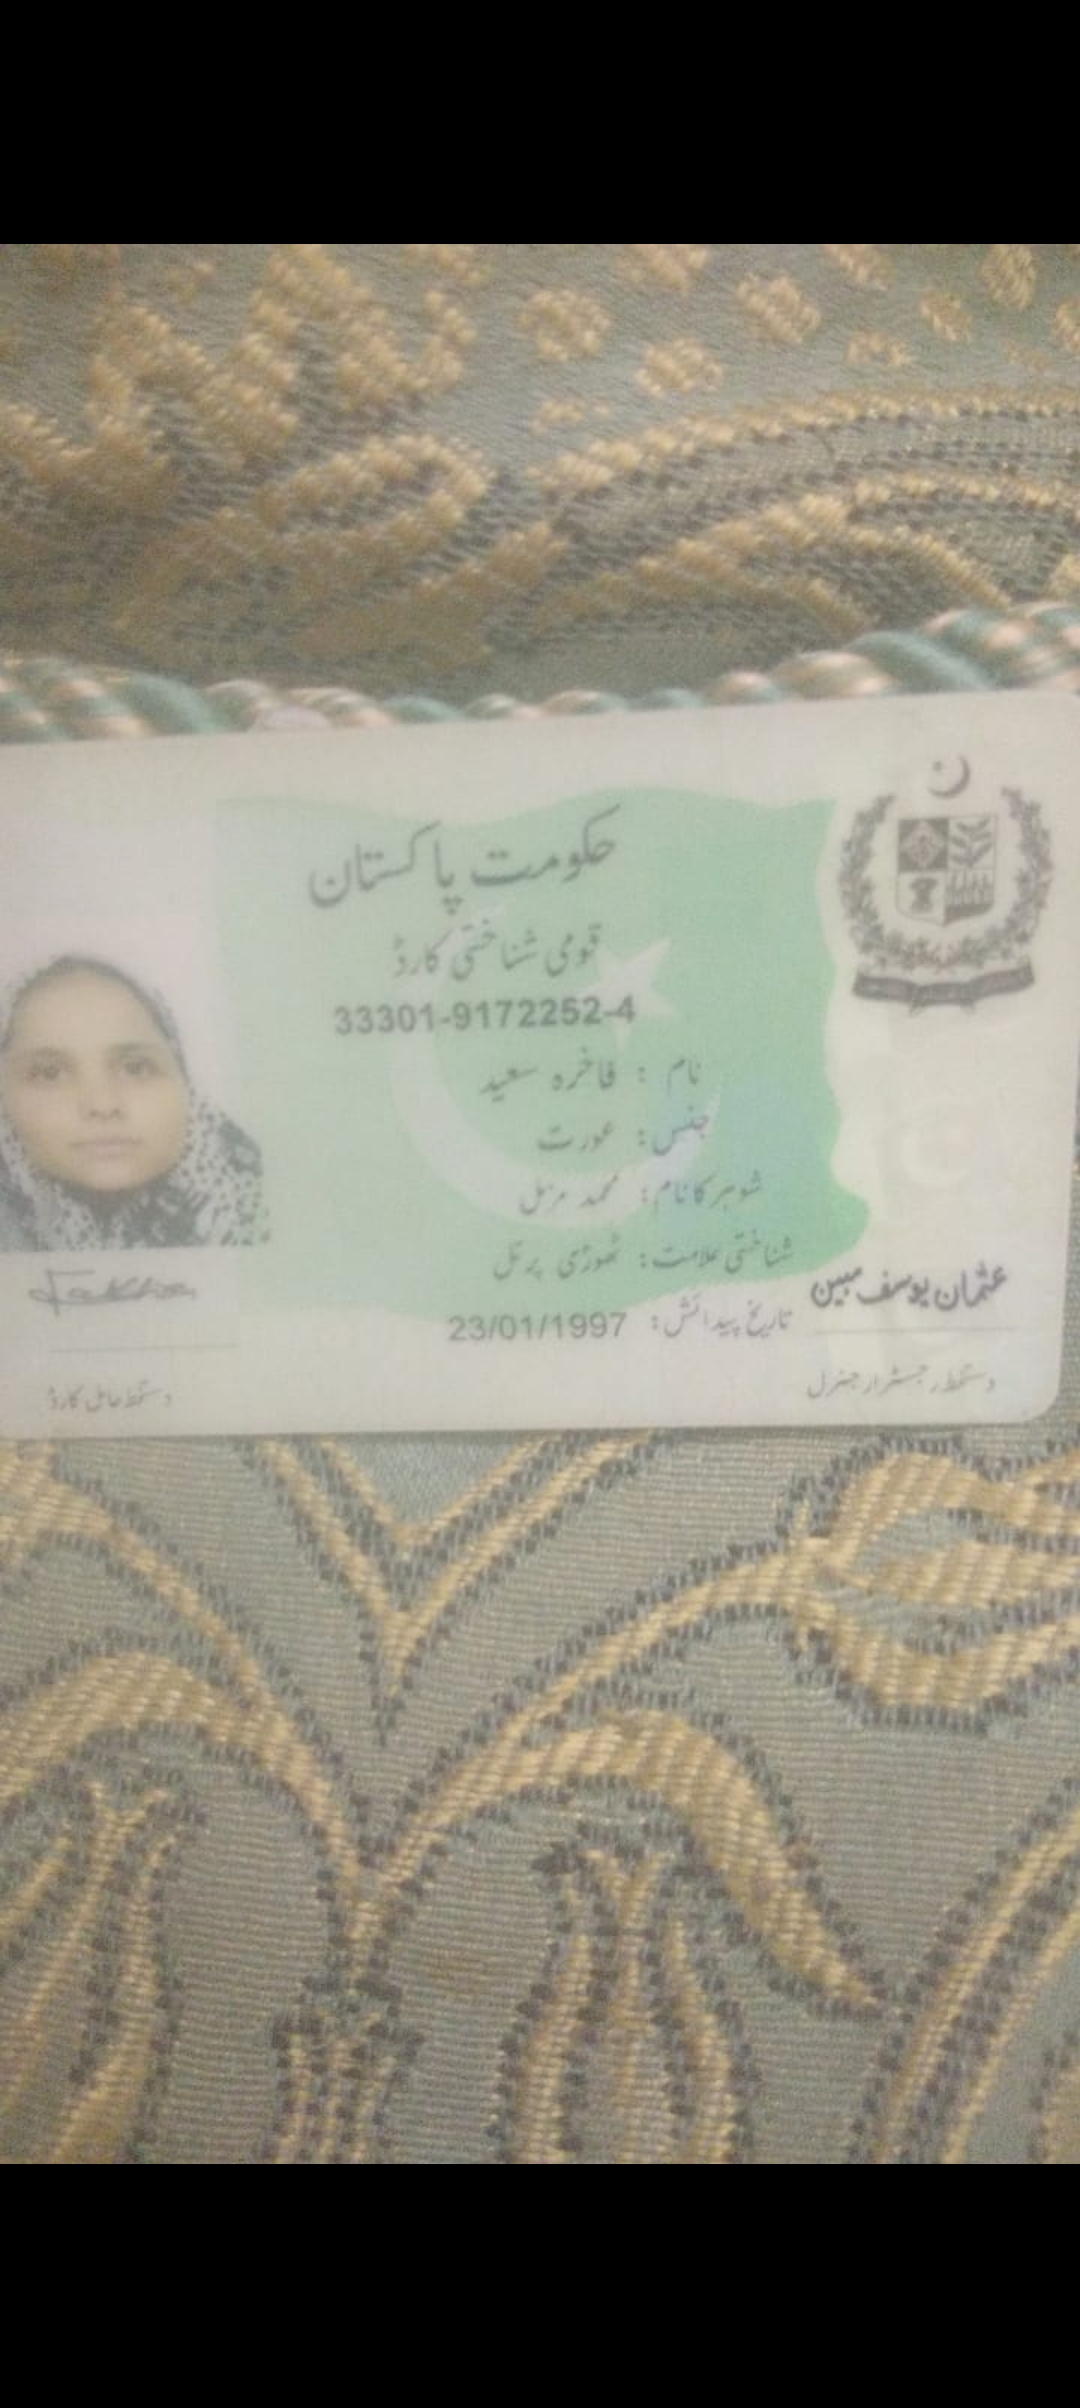 حکومت پاکستان
قومی شناختی کارڈ
33301-9172252-4
نام : فاخرہ سعید
جنس : عورت
شوہر کا نام : محمد مزمل
شناختی علامت : ٹھوڑی پر تل
تاریخ پیدائش : 23/01/1997
عثمان یوسف مبین
دستخط رجسٹرار جنرل
دستخط حامل کارڈ